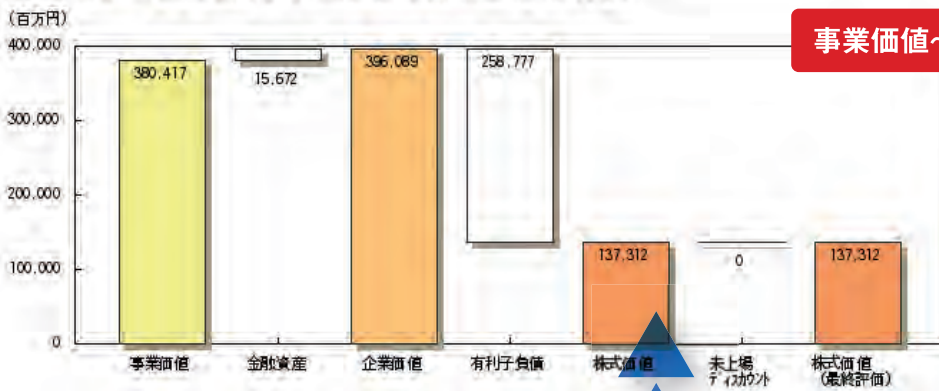 (百万円)
事業価値~
400,000
300,000
200,000
100,000
0
380,417
15,672
396,089
258,777
137,312
0
137,312
事業価値
金融資産
企業価値
有利子負債
株式価値
未上場
ディスカウント
株式価値
(最終評価)